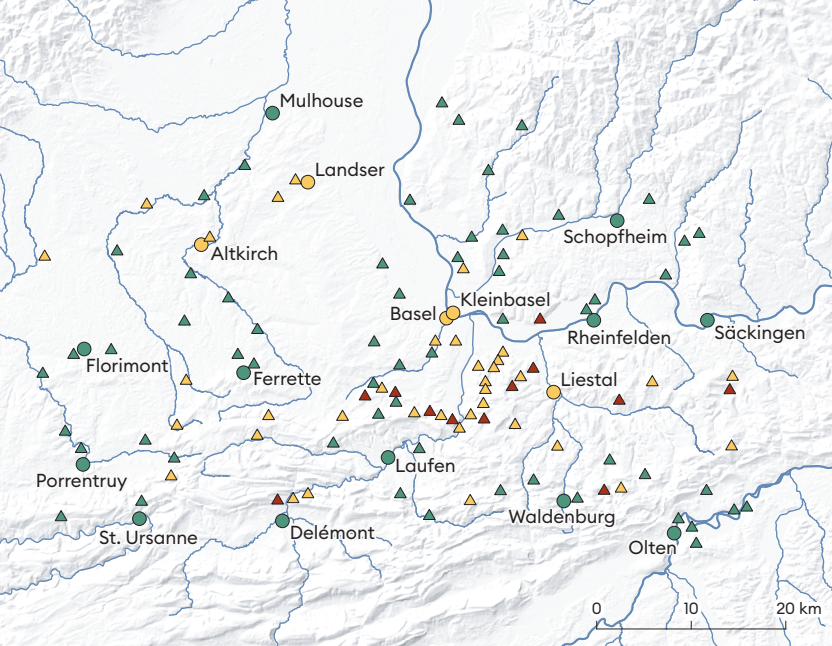 Mulhouse
Landser
Altkirch
Schopfheim
Kleinbasel
Basel
Rheinfelden
Säckingen
Florimont
Ferrette
Liestal
Laufen
Porrentruy
Waldenburg
St. Ursanne
Delémont
Olten
0 10 20 km